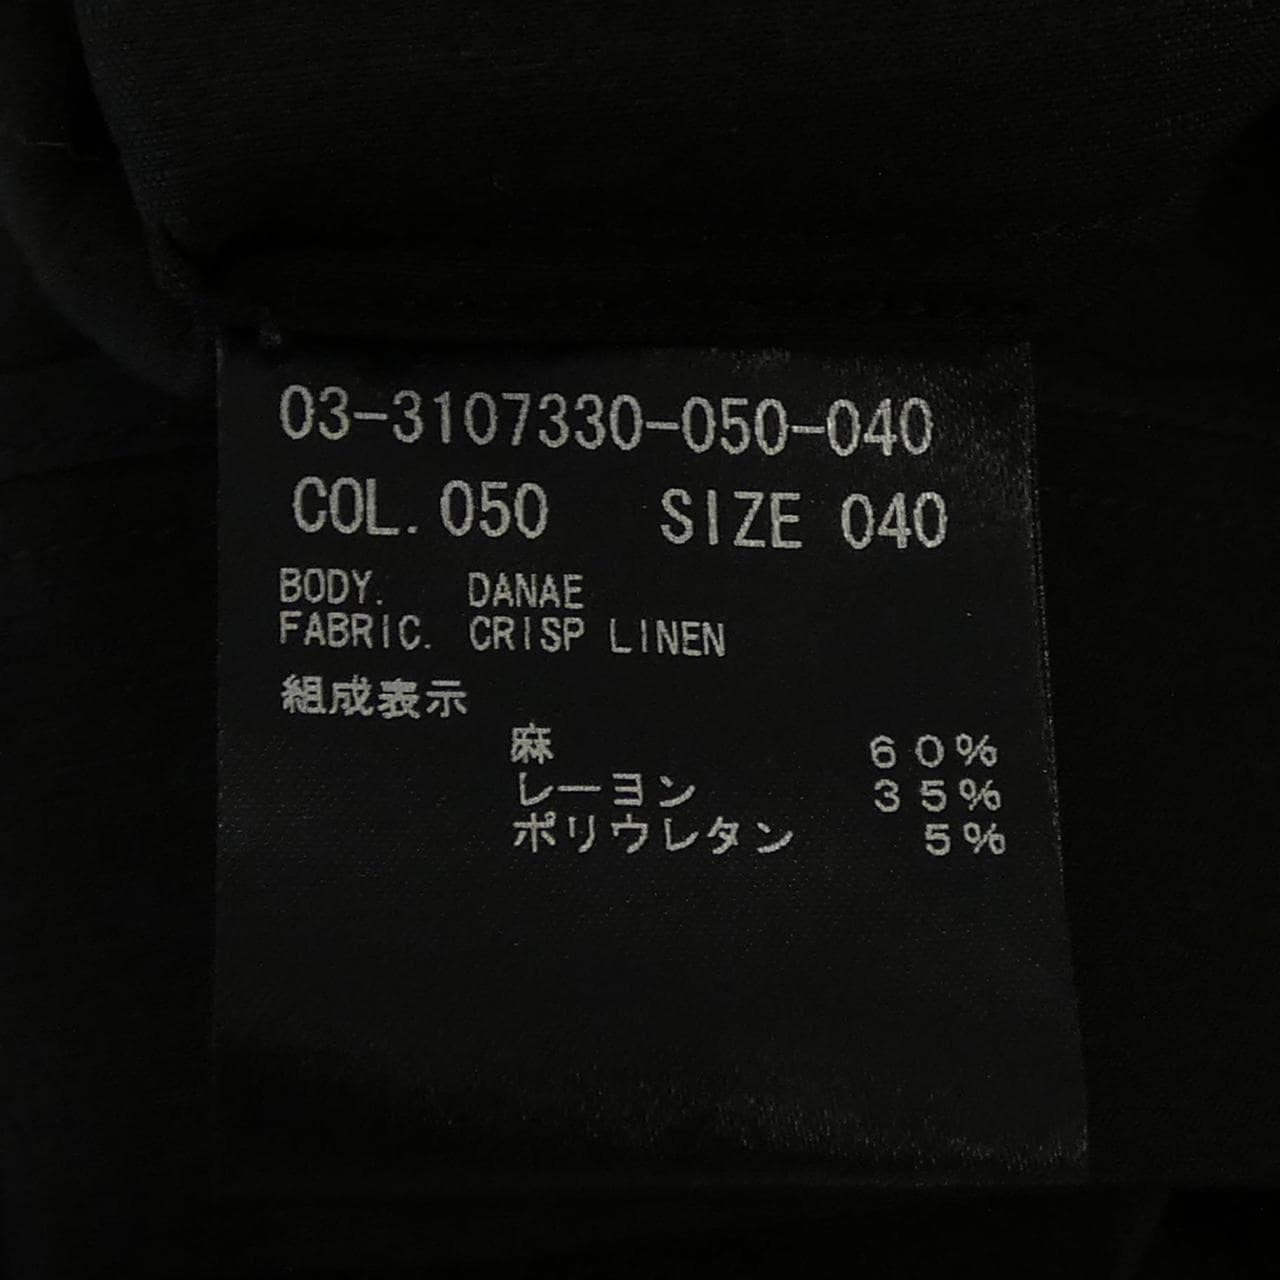 03-3107330-050-040
COL. 050 SIZE 040
BODY. DANAE
FABRIC. CRISP LINEN
組成表示
麻 60%
レーヨン 35%
ポリウレタン 5%